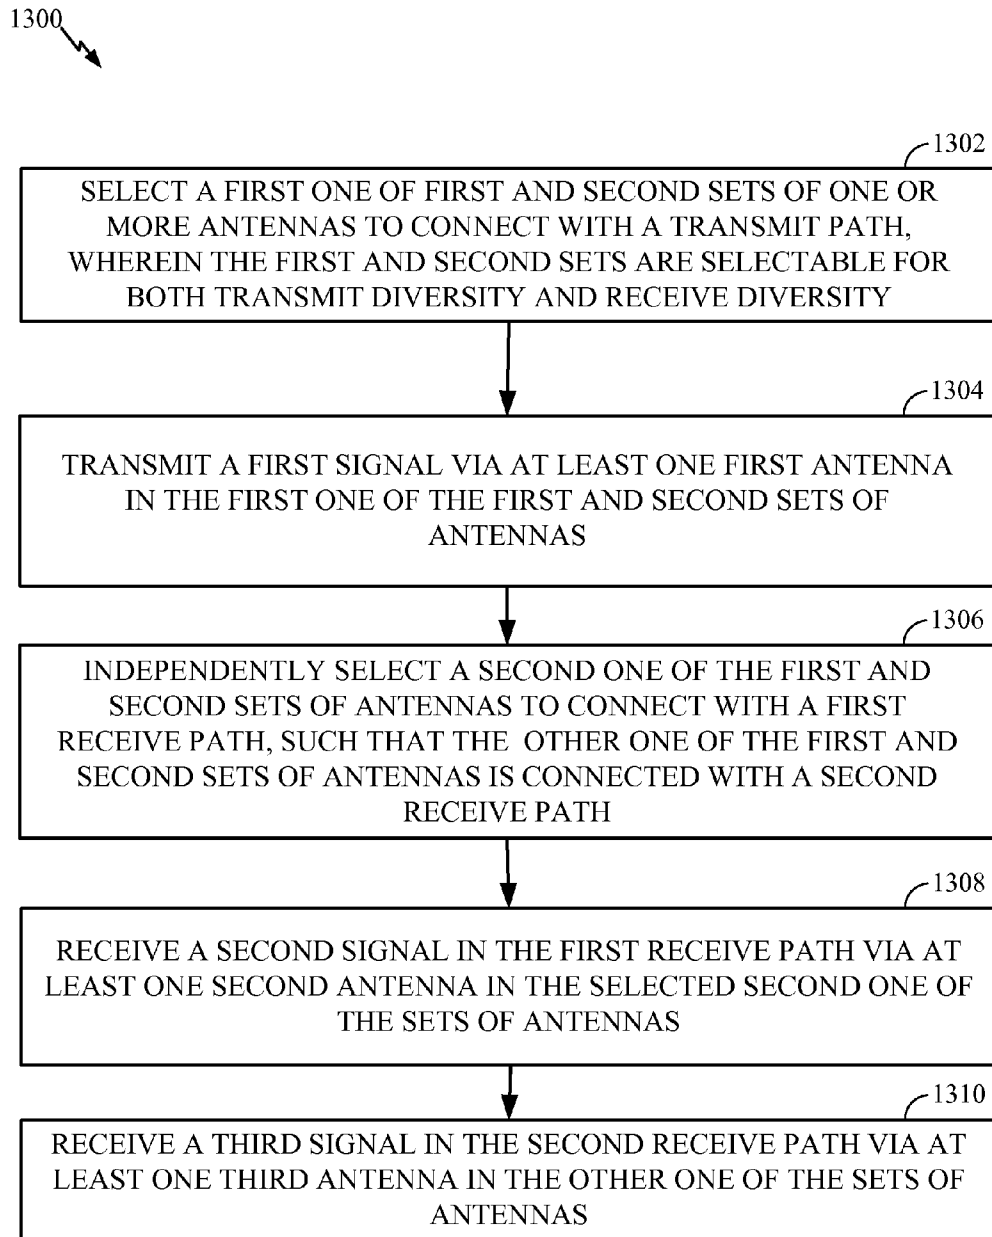 1300
1302
SELECT A FIRST ONE OF FIRST AND SECOND SETS OF ONE OR
MORE ANTENNAS TO CONNECT WITH A TRANSMIT PATH,
WHEREIN THE FIRST AND SECOND SETS ARE SELECTABLE FOR
BOTH TRANSMIT DIVERSITY AND RECEIVE DIVERSITY
1304
TRANSMIT A FIRST SIGNAL VIA AT LEAST ONE FIRST ANTENNA
IN THE FIRST ONE OF THE FIRST AND SECOND SETS OF
ANTENNAS
1306
INDEPENDENTLY SELECT A SECOND ONE OF THE FIRST AND
SECOND SETS OF ANTENNAS TO CONNECT WITH A FIRST
RECEIVE PATH, SUCH THAT THE OTHER ONE OF THE FIRST AND
SECOND SETS OF ANTENNAS IS CONNECTED WITH A SECOND
RECEIVE PATH
1308
RECEIVE A SECOND SIGNAL IN THE FIRST RECEIVE PATH VIA AT
LEAST ONE SECOND ANTENNA IN THE SELECTED SECOND ONE OF
THE SETS OF ANTENNAS
1310
RECEIVE A THIRD SIGNAL IN THE SECOND RECEIVE PATH VIA AT
LEAST ONE THIRD ANTENNA IN THE OTHER ONE OF THE SETS OF
ANTENNAS